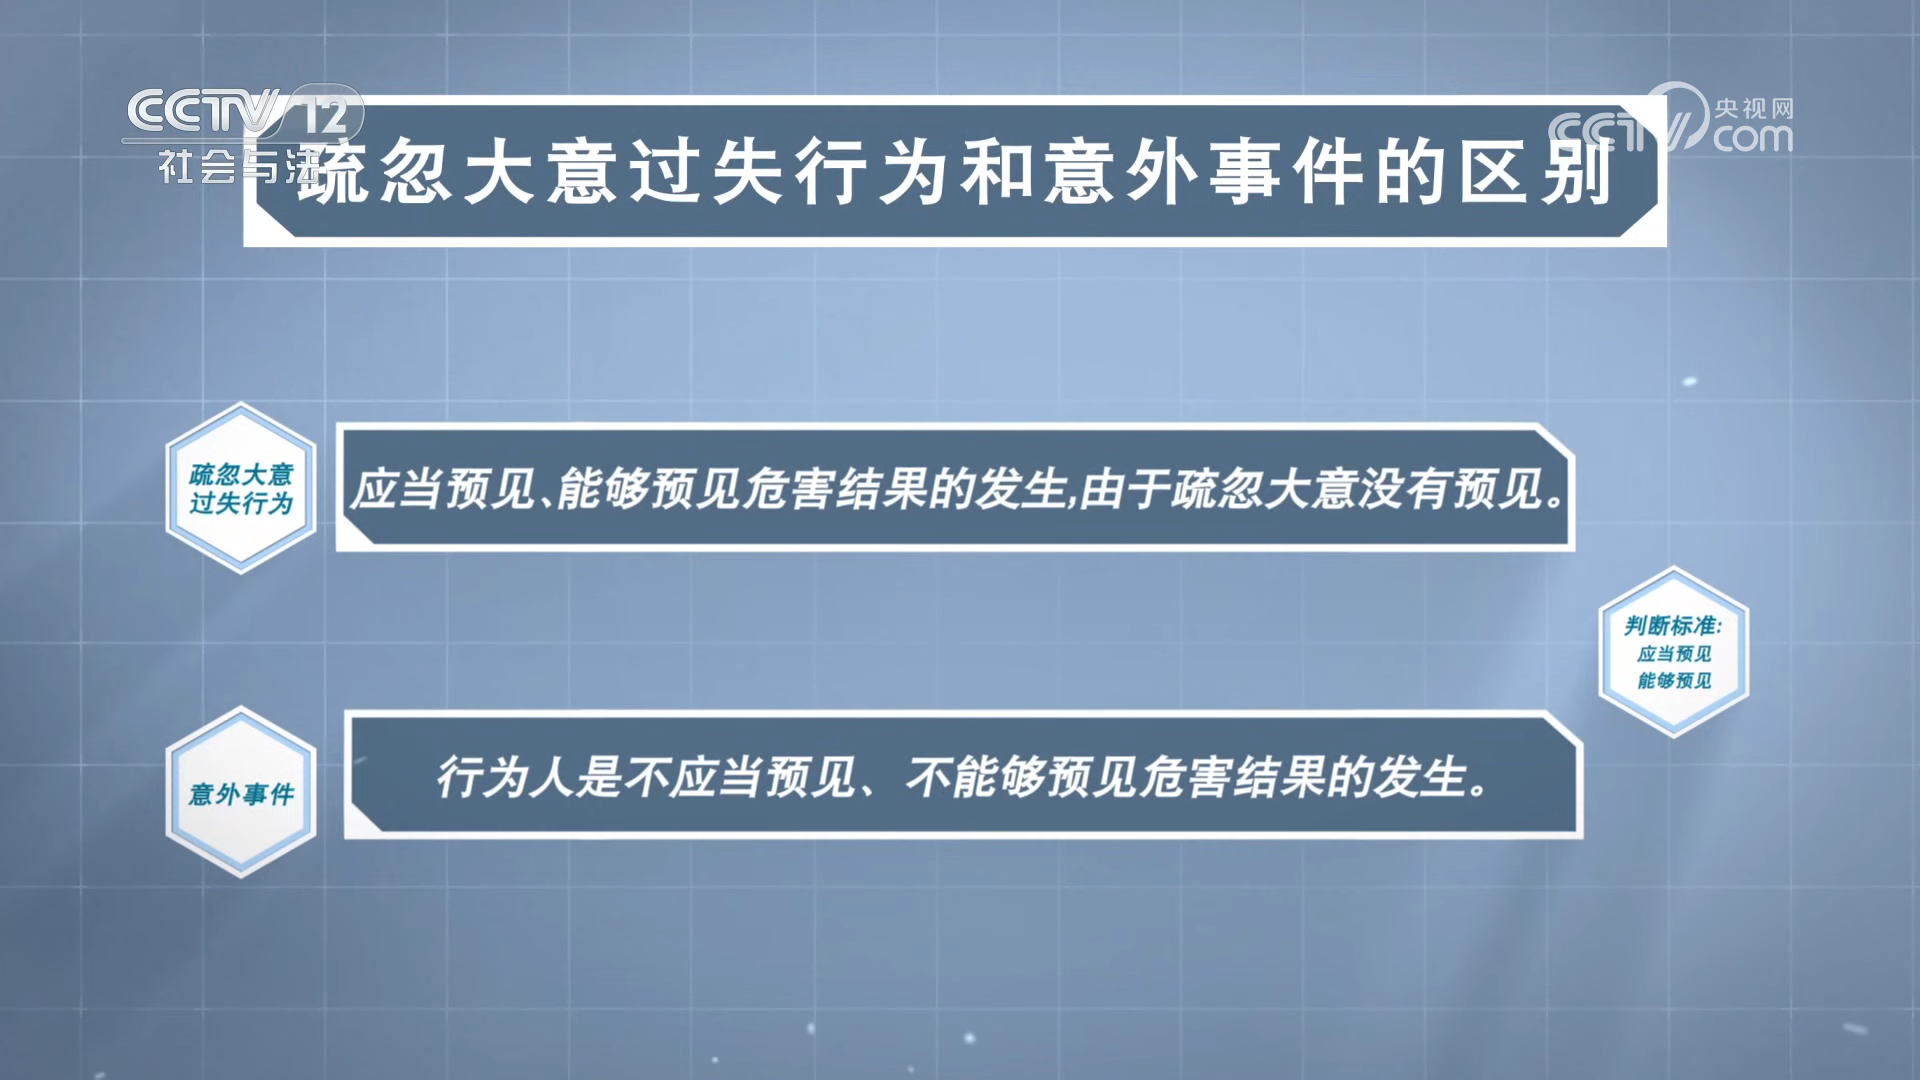 CCTV 12
社会与法
央视网
CCTV.com
疏忽大意过失行为和意外事件的区别
疏忽大意
过失行为
应当预见、能够预见危害结果的发生,由于疏忽大意没有预见。
判断标准:
应当预见
能够预见
意外事件
行为人是不应当预见、不能够预见危害结果的发生。